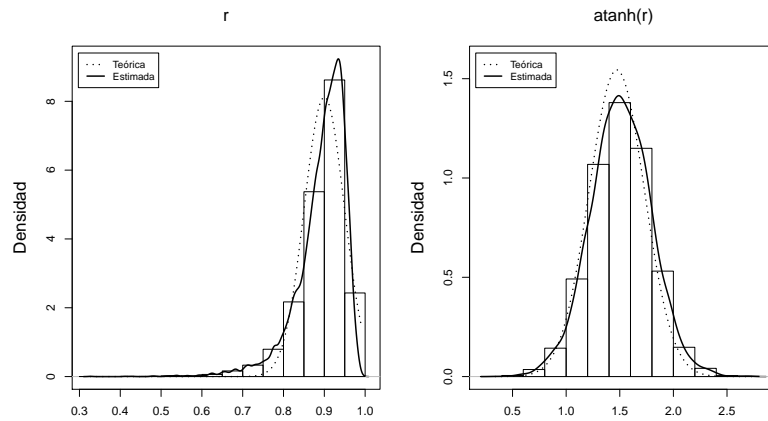 r
Teórica
Estimada
Densidad
0
2
4
6
8
0.3 0.4 0.5 0.6 0.7 0.8 0.9 1.0
atanh(r)
Teórica
Estimada
Densidad
0.0
0.5
1.0
1.5
0.5 1.0 1.5 2.0 2.5